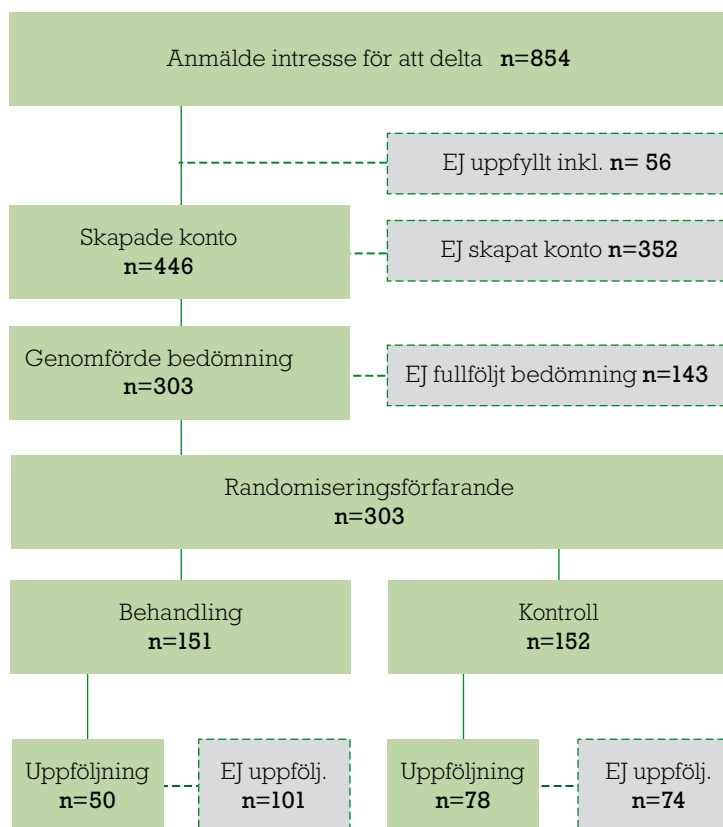 Anmälde intresse för att delta n=854
EJ uppfyllt inkl. n= 56
Skapade konto
n=446
EJ skapat konto n=352
Genomförde bedömning
n=303
EJ fullföljt bedömning n=143
Randomiseringsförfarande
n=303
Behandling
n=151
Kontroll
n=152
Uppföljning
n=50
EJ uppfölj.
n=101
Uppföljning
n=78
EJ uppfölj.
n=74